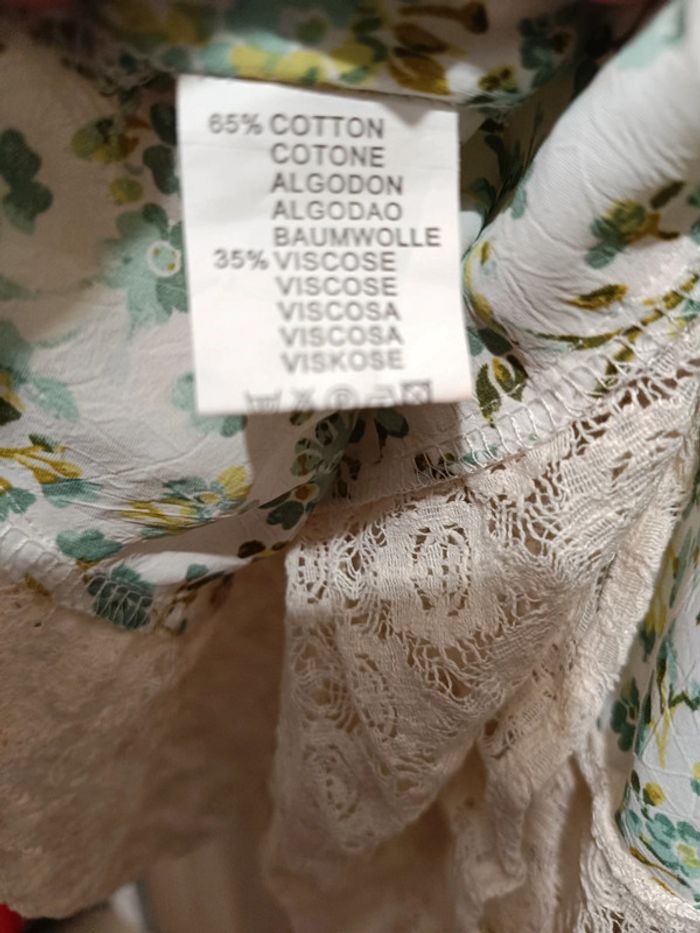 65% COTTON
COTONE
ALGODON
ALGODAO
BAUMWOLLE
35% VISCOSE
VISCOSE
VISCOSA
VISCOSA
VISKOSE